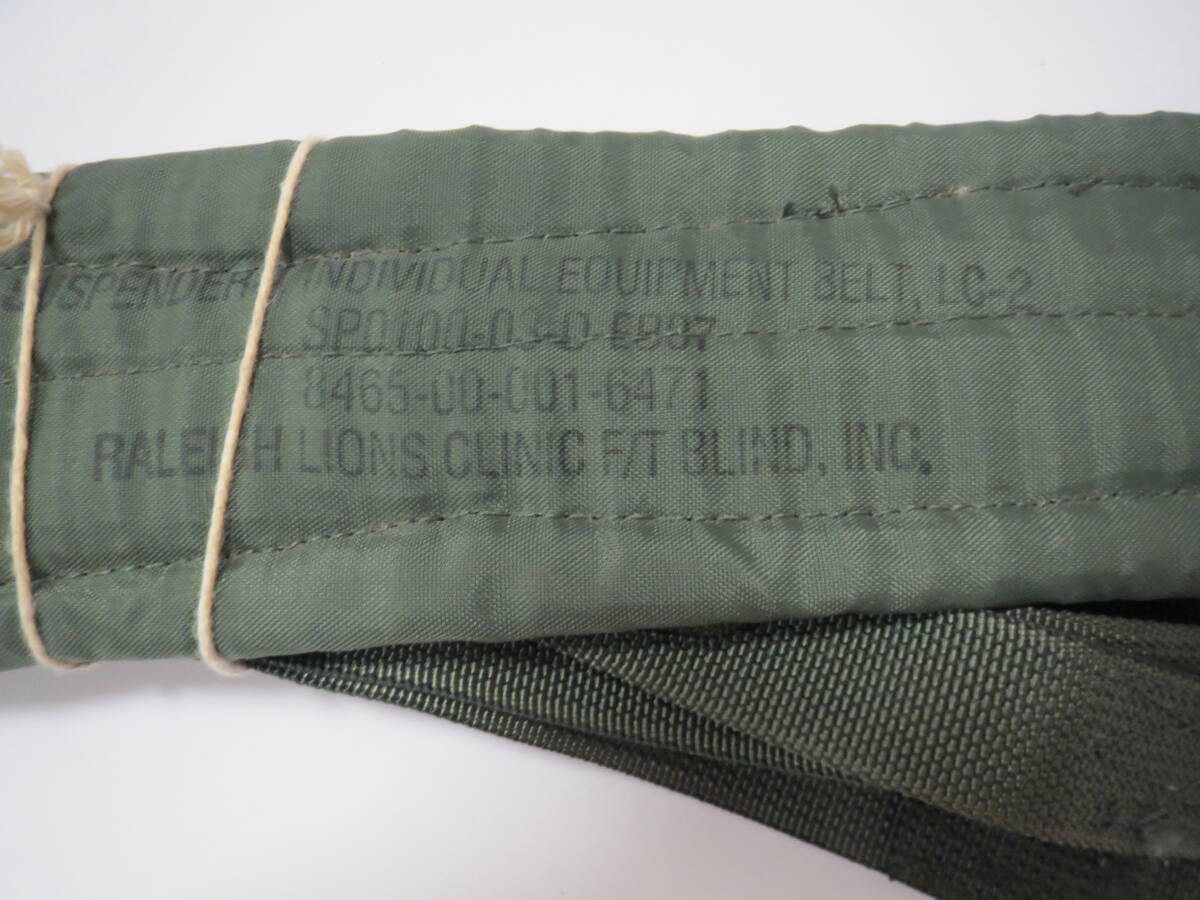 SUSPENDERS, INDIVIDUAL EQUIPMENT BELT, LC-2
8465-00-001-6471
RALEIGH LIONS CLINIC F/T BLIND, INC.